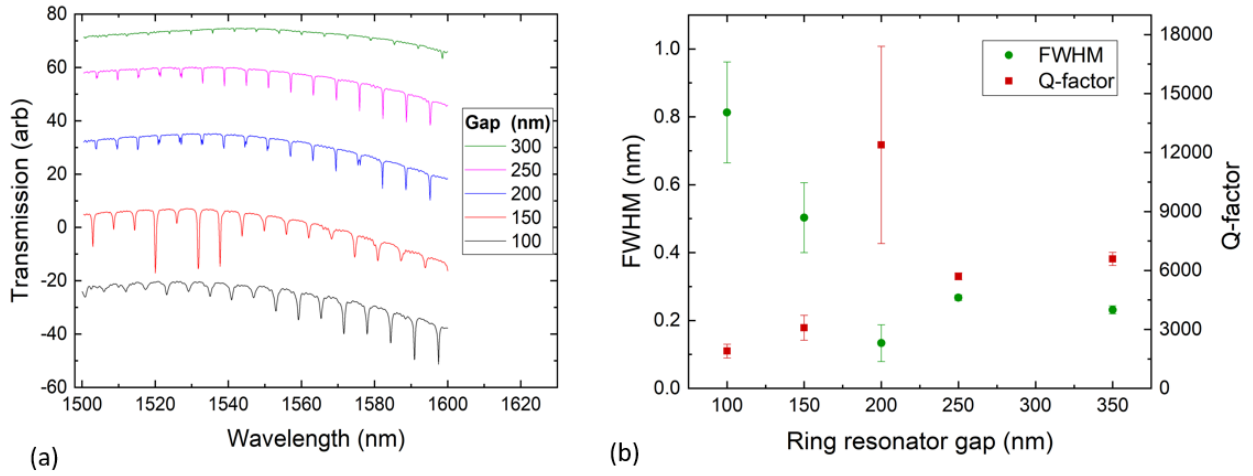 80
60
40
20
0
-20
-40
-60
1500 1520 1540 1560 1580 1600 1620
Transmission (arb)
Wavelength (nm)
Gap (nm)
300
250
200
150
100
(a)
1.0
0.8
0.6
0.4
0.2
0.0
FWHM (nm)
100 150 200 250 300 350
Ring resonator gap (nm)
FWHM
Q-factor
18000
15000
12000
9000
6000
3000
0
Q-factor
(b)